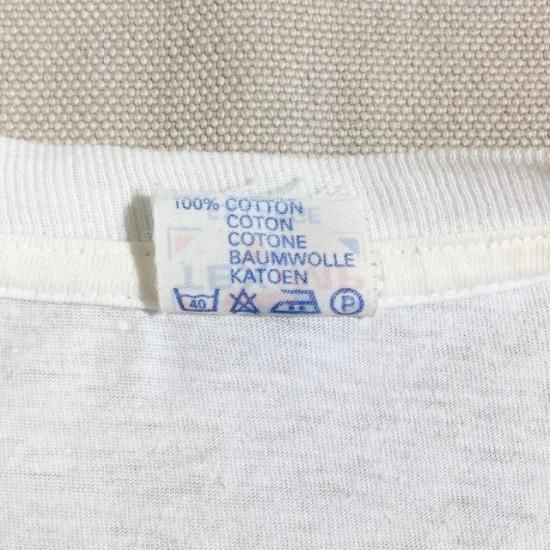 100% COTTON
COTON
COTONE
BAUMWOLLE
KATOEN
40 P